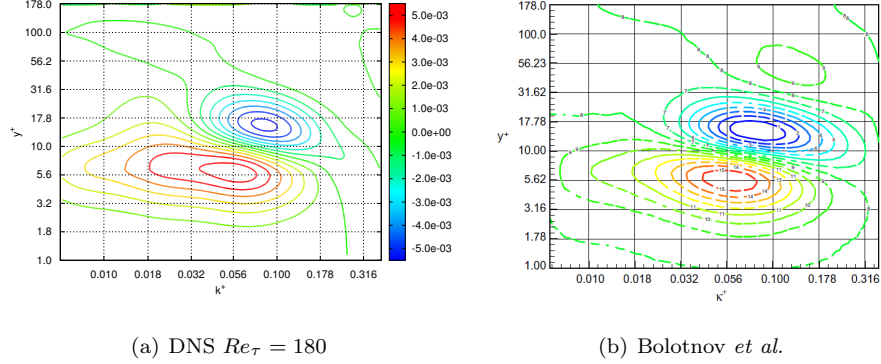 178.0
100.0
56.2
31.6
17.8
10.0
5.6
3.2
1.8
1.0
y+
0.010 0.018 0.032 0.056 0.100 0.178 0.316
k+
5.0e-03
4.0e-03
3.0e-03
2.0e-03
1.0e-03
0.0e+00
-1.0e-03
-2.0e-03
-3.0e-03
-4.0e-03
-5.0e-03
178.0
100.0
56.23
31.62
17.78
10.00
5.62
3.16
1.78
1.00
y+
0.010 0.018 0.032 0.056 0.100 0.178 0.316
κ+
(a) DNS Reτ = 180
(b) Bolotnov et al.